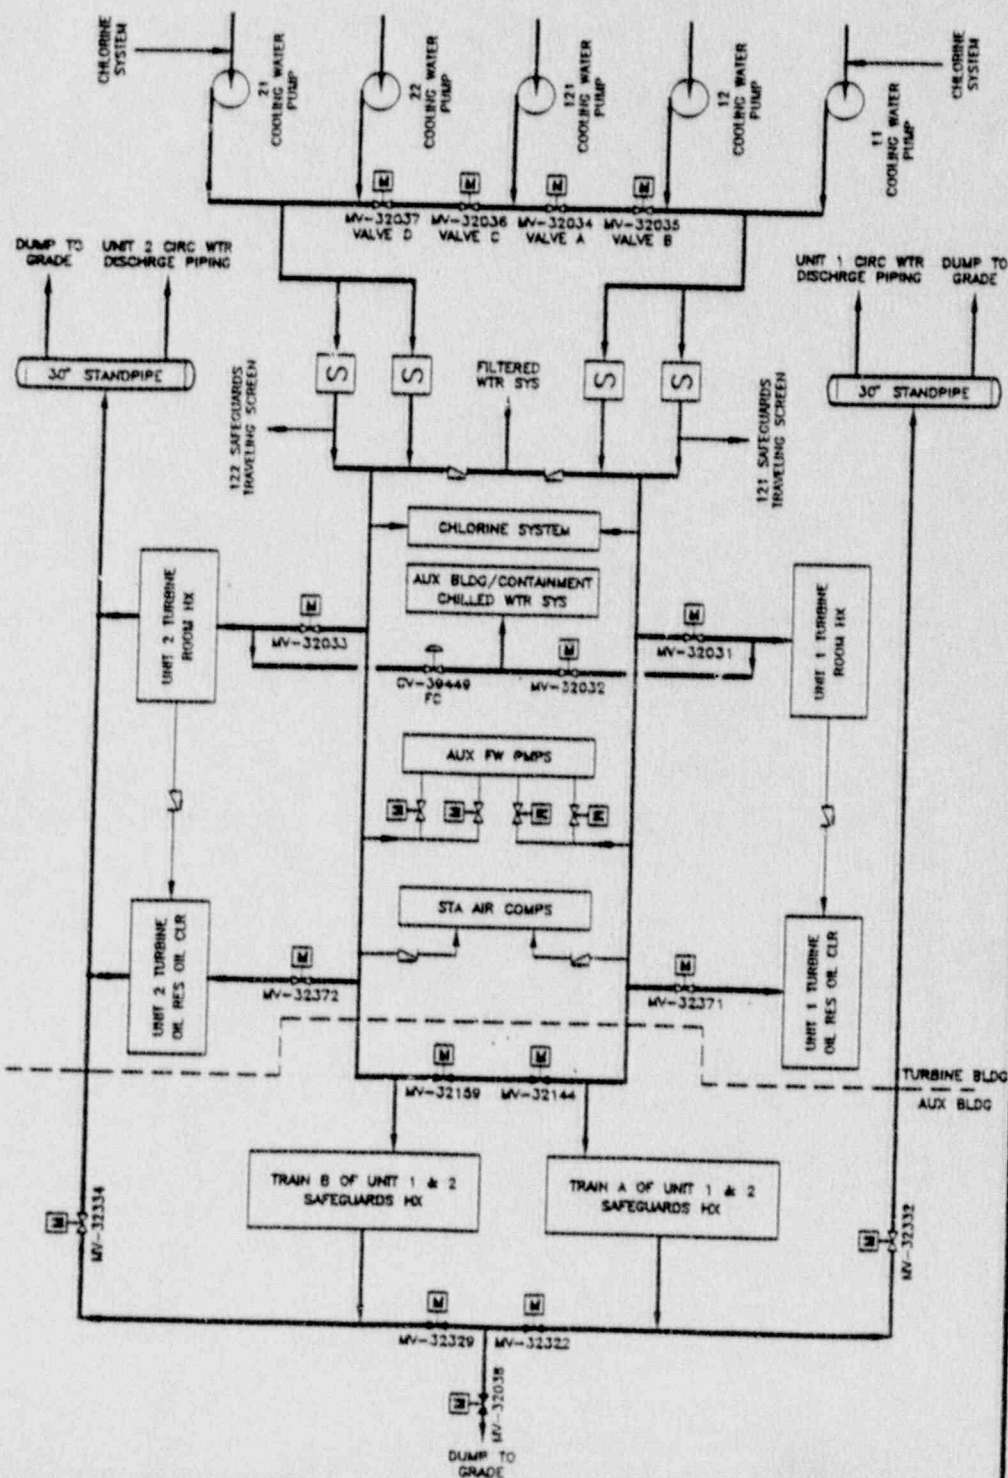 CHLORINE
SYSTEM
21
COOLING WATER
PUMP
22
COOLING WATER
PUMP
121
COOLING WATER
PUMP
12
COOLING WATER
PUMP
11
COOLING WATER
PUMP
CHLORINE
SYSTEM
M
M
M
M
MV-32037
VALVE D
MV-32036
VALVE C
MV-32034
VALVE A
MV-32035
VALVE B
DUMP TO
GRADE
UNIT 2 CIRC WTR
DISCHRGE PIPING
UNIT 1 CIRC WTR
DISCHRGE PIPING
DUMP TO
GRADE
30" STANDPIPE
S
S
FILTERED
WTR SYS
S
S
30" STANDPIPE
122 SAFEGUARDS
TRAVELING SCREEN
121 SAFEGUARDS
TRAVELING SCREEN
CHLORINE SYSTEM
AUX BLDG/CONTAINMENT
CHILLED WTR SYS
UNIT 2 TURBINE
ROOM HX
M
MV-32033
M
MV-32031
UNIT 1 TURBINE
ROOM HX
CV-39449
FC
M
MV-32032
AUX FW PMPS
M
M
M
M
STA AIR COMPS
UNIT 2 TURBINE
OIL RES OIL CLR
M
MV-32372
M
MV-32371
UNIT 1 TURBINE
OIL RES OIL CLR
TURBINE BLDG
AUX BLDG
M
M
MV-32159
MV-32144
TRAIN B OF UNIT 1 & 2
SAFEGUARDS HX
TRAIN A OF UNIT 1 & 2
SAFEGUARDS HX
M
MV-32334
M
MV-32332
M
M
MV-32329
MV-32322
M
MV-32038
DUMP TO
GRADE